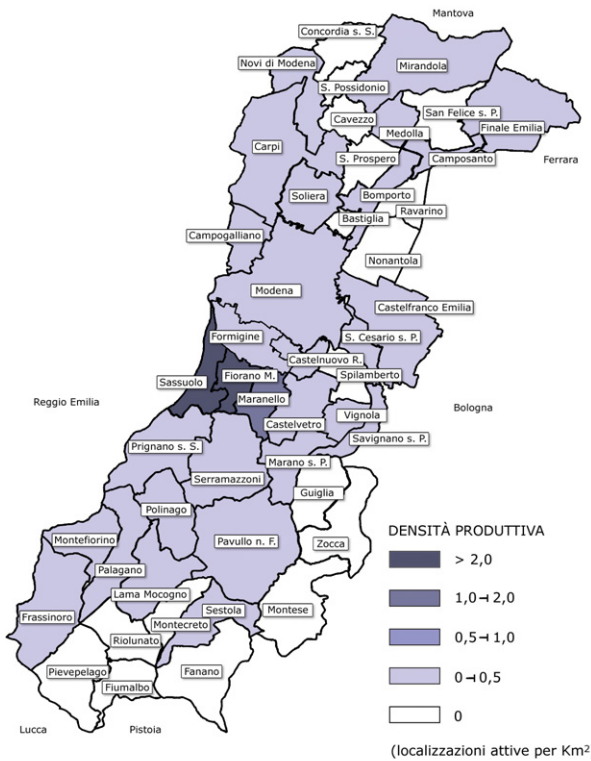 Mantova
Concordia s. S.
Novi di Modena
Mirandola
S. Possidonio
San Felice s. P.
Cavezzo
Medolla
Finale Emilia
Carpi
S. Prospero
Camposanto
Ferrara
Soliera
Bomporto
Ravarino
Bastiglia
Campogalliano
Nonantola
Modena
Castelfranco Emilia
Formigine
S. Cesario s. P.
Castelnuovo R.
Spilamberto
Fiorano M.
Sassuolo
Maranello
Reggio Emilia
Bologna
Vignola
Castelvetro
Savignano s. P.
Prignano s. S.
Marano s. P.
Serramazzoni
Guiglia
Polinago
Montefiorino
Pavullo n. F.
Zocca
Palagano
Lama Mocogno
Frassinoro
Sestola
Montese
Montecreto
Riolunato
Pievepelago
Fanano
Fiumalbo
Lucca
Pistoia
DENSITÀ PRODUTTIVA
> 2,0
1,0⊣2,0
0,5⊣1,0
0⊣0,5
0
(localizzazioni attive per Km²